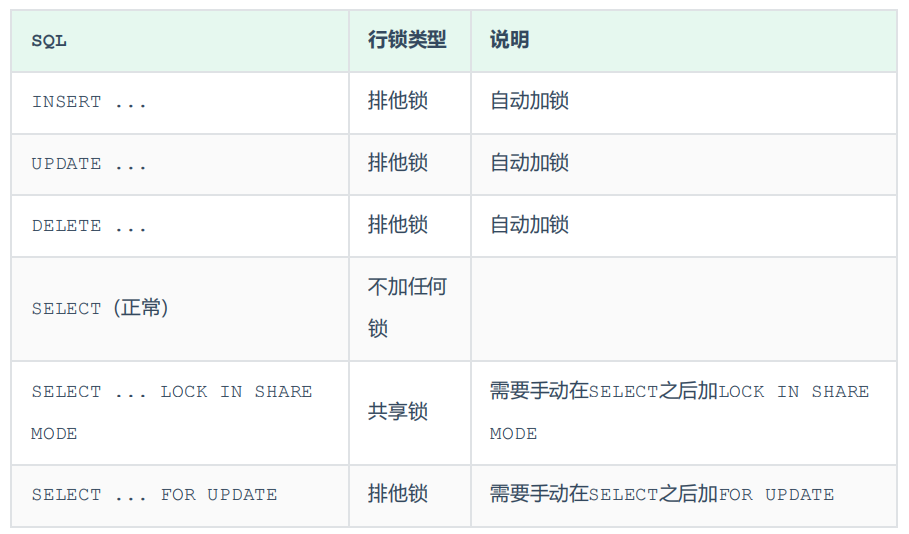 SQL 行锁类型 说明
INSERT ... 排他锁 自动加锁
UPDATE ... 排他锁 自动加锁
DELETE ... 排他锁 自动加锁
SELECT (正常) 不加任何
锁
SELECT ... LOCK IN SHARE
MODE
共享锁
需要手动在SELECT之后加LOCK IN SHARE
MODE
SELECT ... FOR UPDATE 排他锁 需要手动在SELECT之后加FOR UPDATE